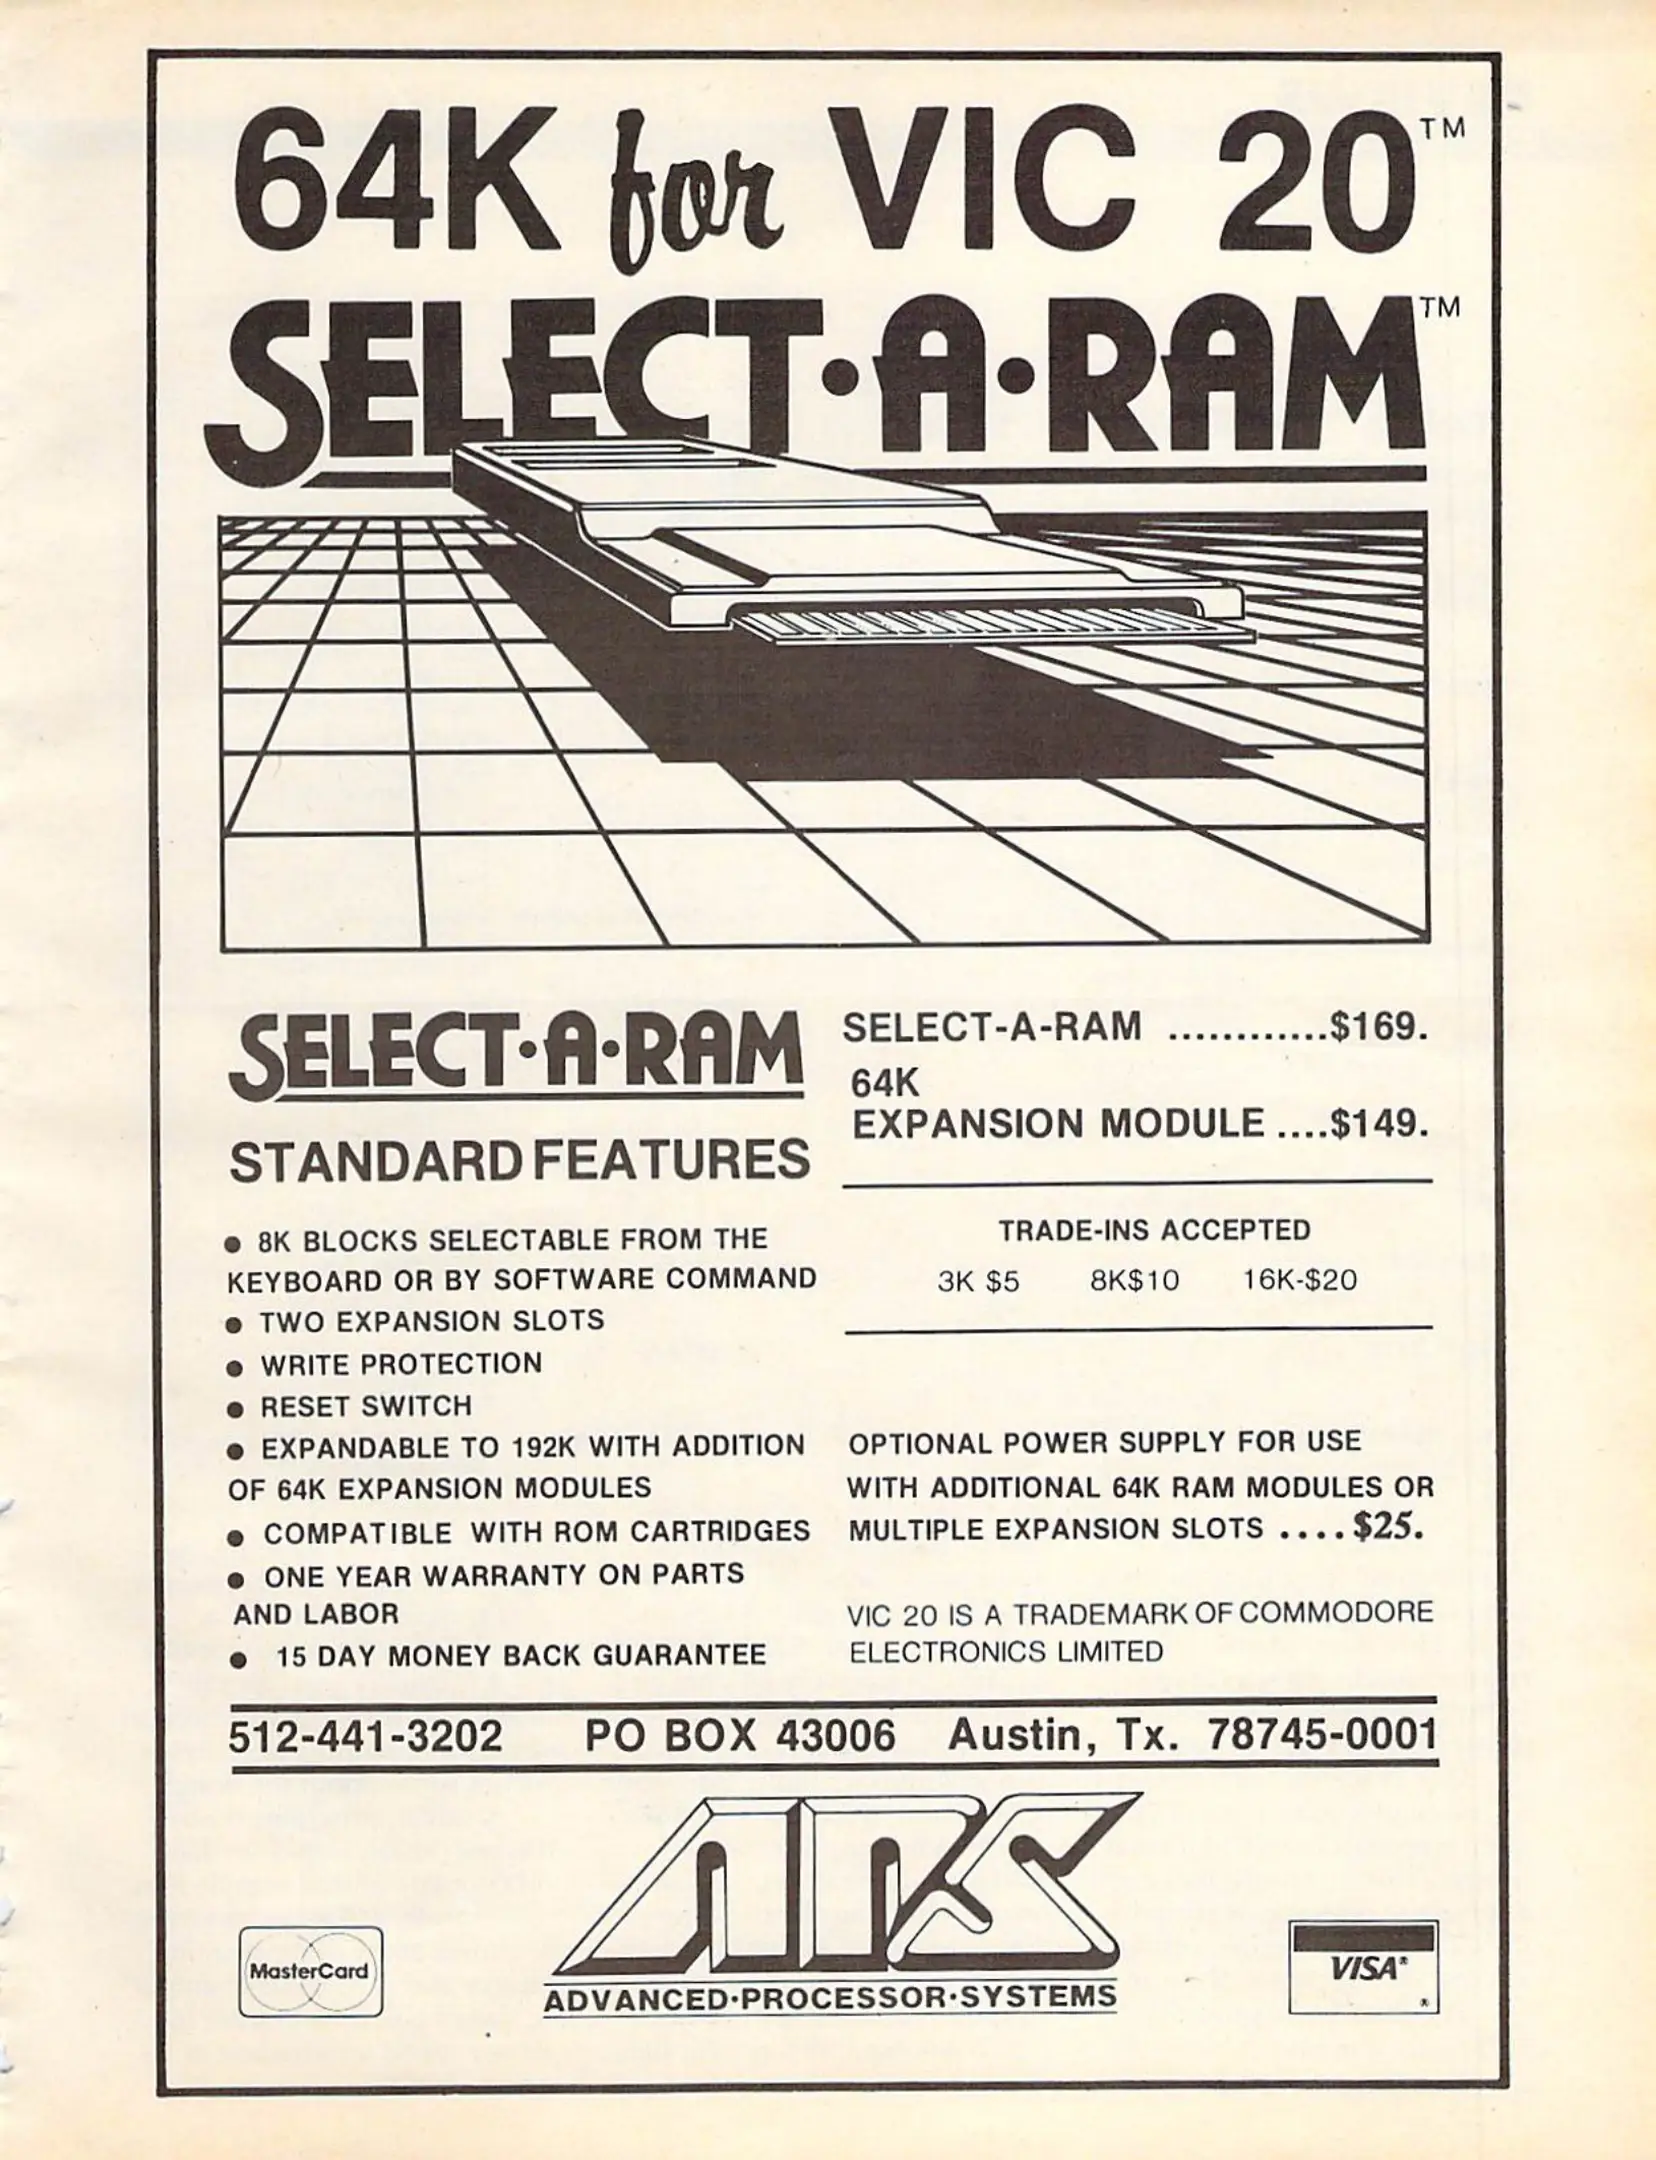 64K for VIC 20™
SELECT•A•RAM™
SELECT•A•RAM
STANDARD FEATURES
• 8K BLOCKS SELECTABLE FROM THE
KEYBOARD OR BY SOFTWARE COMMAND
• TWO EXPANSION SLOTS
• WRITE PROTECTION
• RESET SWITCH
• EXPANDABLE TO 192K WITH ADDITION
OF 64K EXPANSION MODULES
• COMPATIBLE WITH ROM CARTRIDGES
• ONE YEAR WARRANTY ON PARTS
AND LABOR
• 15 DAY MONEY BACK GUARANTEE
SELECT-A-RAM ............$169.
64K
EXPANSION MODULE ....$149.
TRADE-INS ACCEPTED
3K $5 8K$10 16K-$20
OPTIONAL POWER SUPPLY FOR USE
WITH ADDITIONAL 64K RAM MODULES OR
MULTIPLE EXPANSION SLOTS ....$25.
VIC 20 IS A TRADEMARK OF COMMODORE
ELECTRONICS LIMITED
512-441-3202 PO BOX 43006 Austin, Tx. 78745-0001
APS
ADVANCED•PROCESSOR•SYSTEMS
MasterCard
VISA®
®